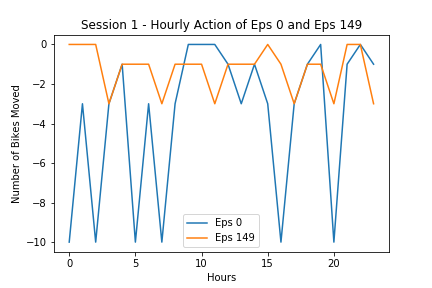 Session 1 - Hourly Action of Eps 0 and Eps 149
Number of Bikes Moved
0
−2
−4
−6
−8
−10
Eps 0
Eps 149
0 5 10 15 20
Hours